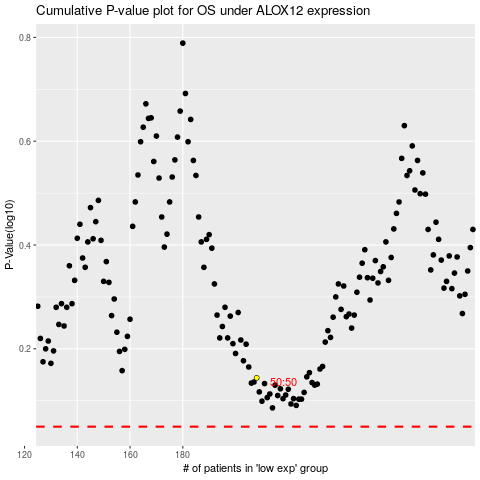 Cumulative P-value plot for OS under ALOX12 expression
P-Value(log10)
0.8
0.6
0.4
0.2
50:50
120 140 160 180
# of patients in 'low exp' group